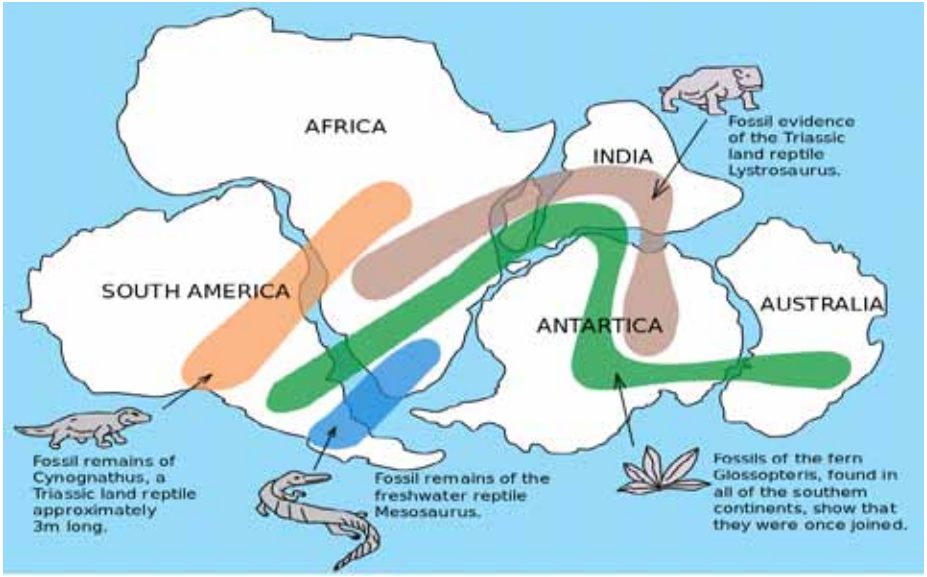 AFRICA
INDIA
Fossil evidence
of the Triassic
land reptile
Lystrosaurus.
SOUTH AMERICA
ANTARTICA
AUSTRALIA
Fossil remains of
Cynognathus, a
Triassic land reptile
approximately
3m long.
Fossil remains of the
freshwater reptile
Mesosaurus.
Fossils of the fern
Glossopteris, found in
all of the southern
continents, show that
they were once joined.